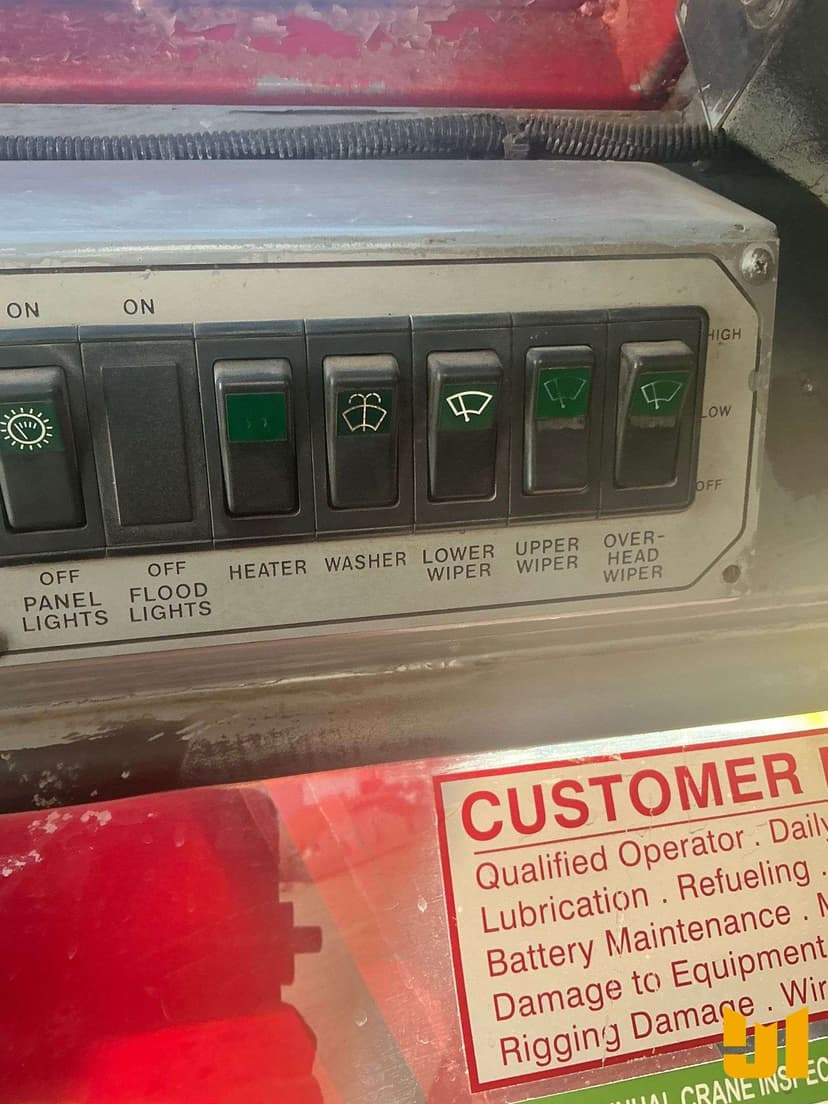 ON
ON
HIGH
LOW
OFF
OFF
OFF
PANEL
LIGHTS
FLOOD
LIGHTS
HEATER
WASHER
LOWER
WIPER
UPPER
WIPER
OVER-
HEAD
WIPER
CUSTOMER
Qualified Operator . Daily
Lubrication . Refueling .
Battery Maintenance .
Damage to Equipment
Rigging Damage .
CRANE